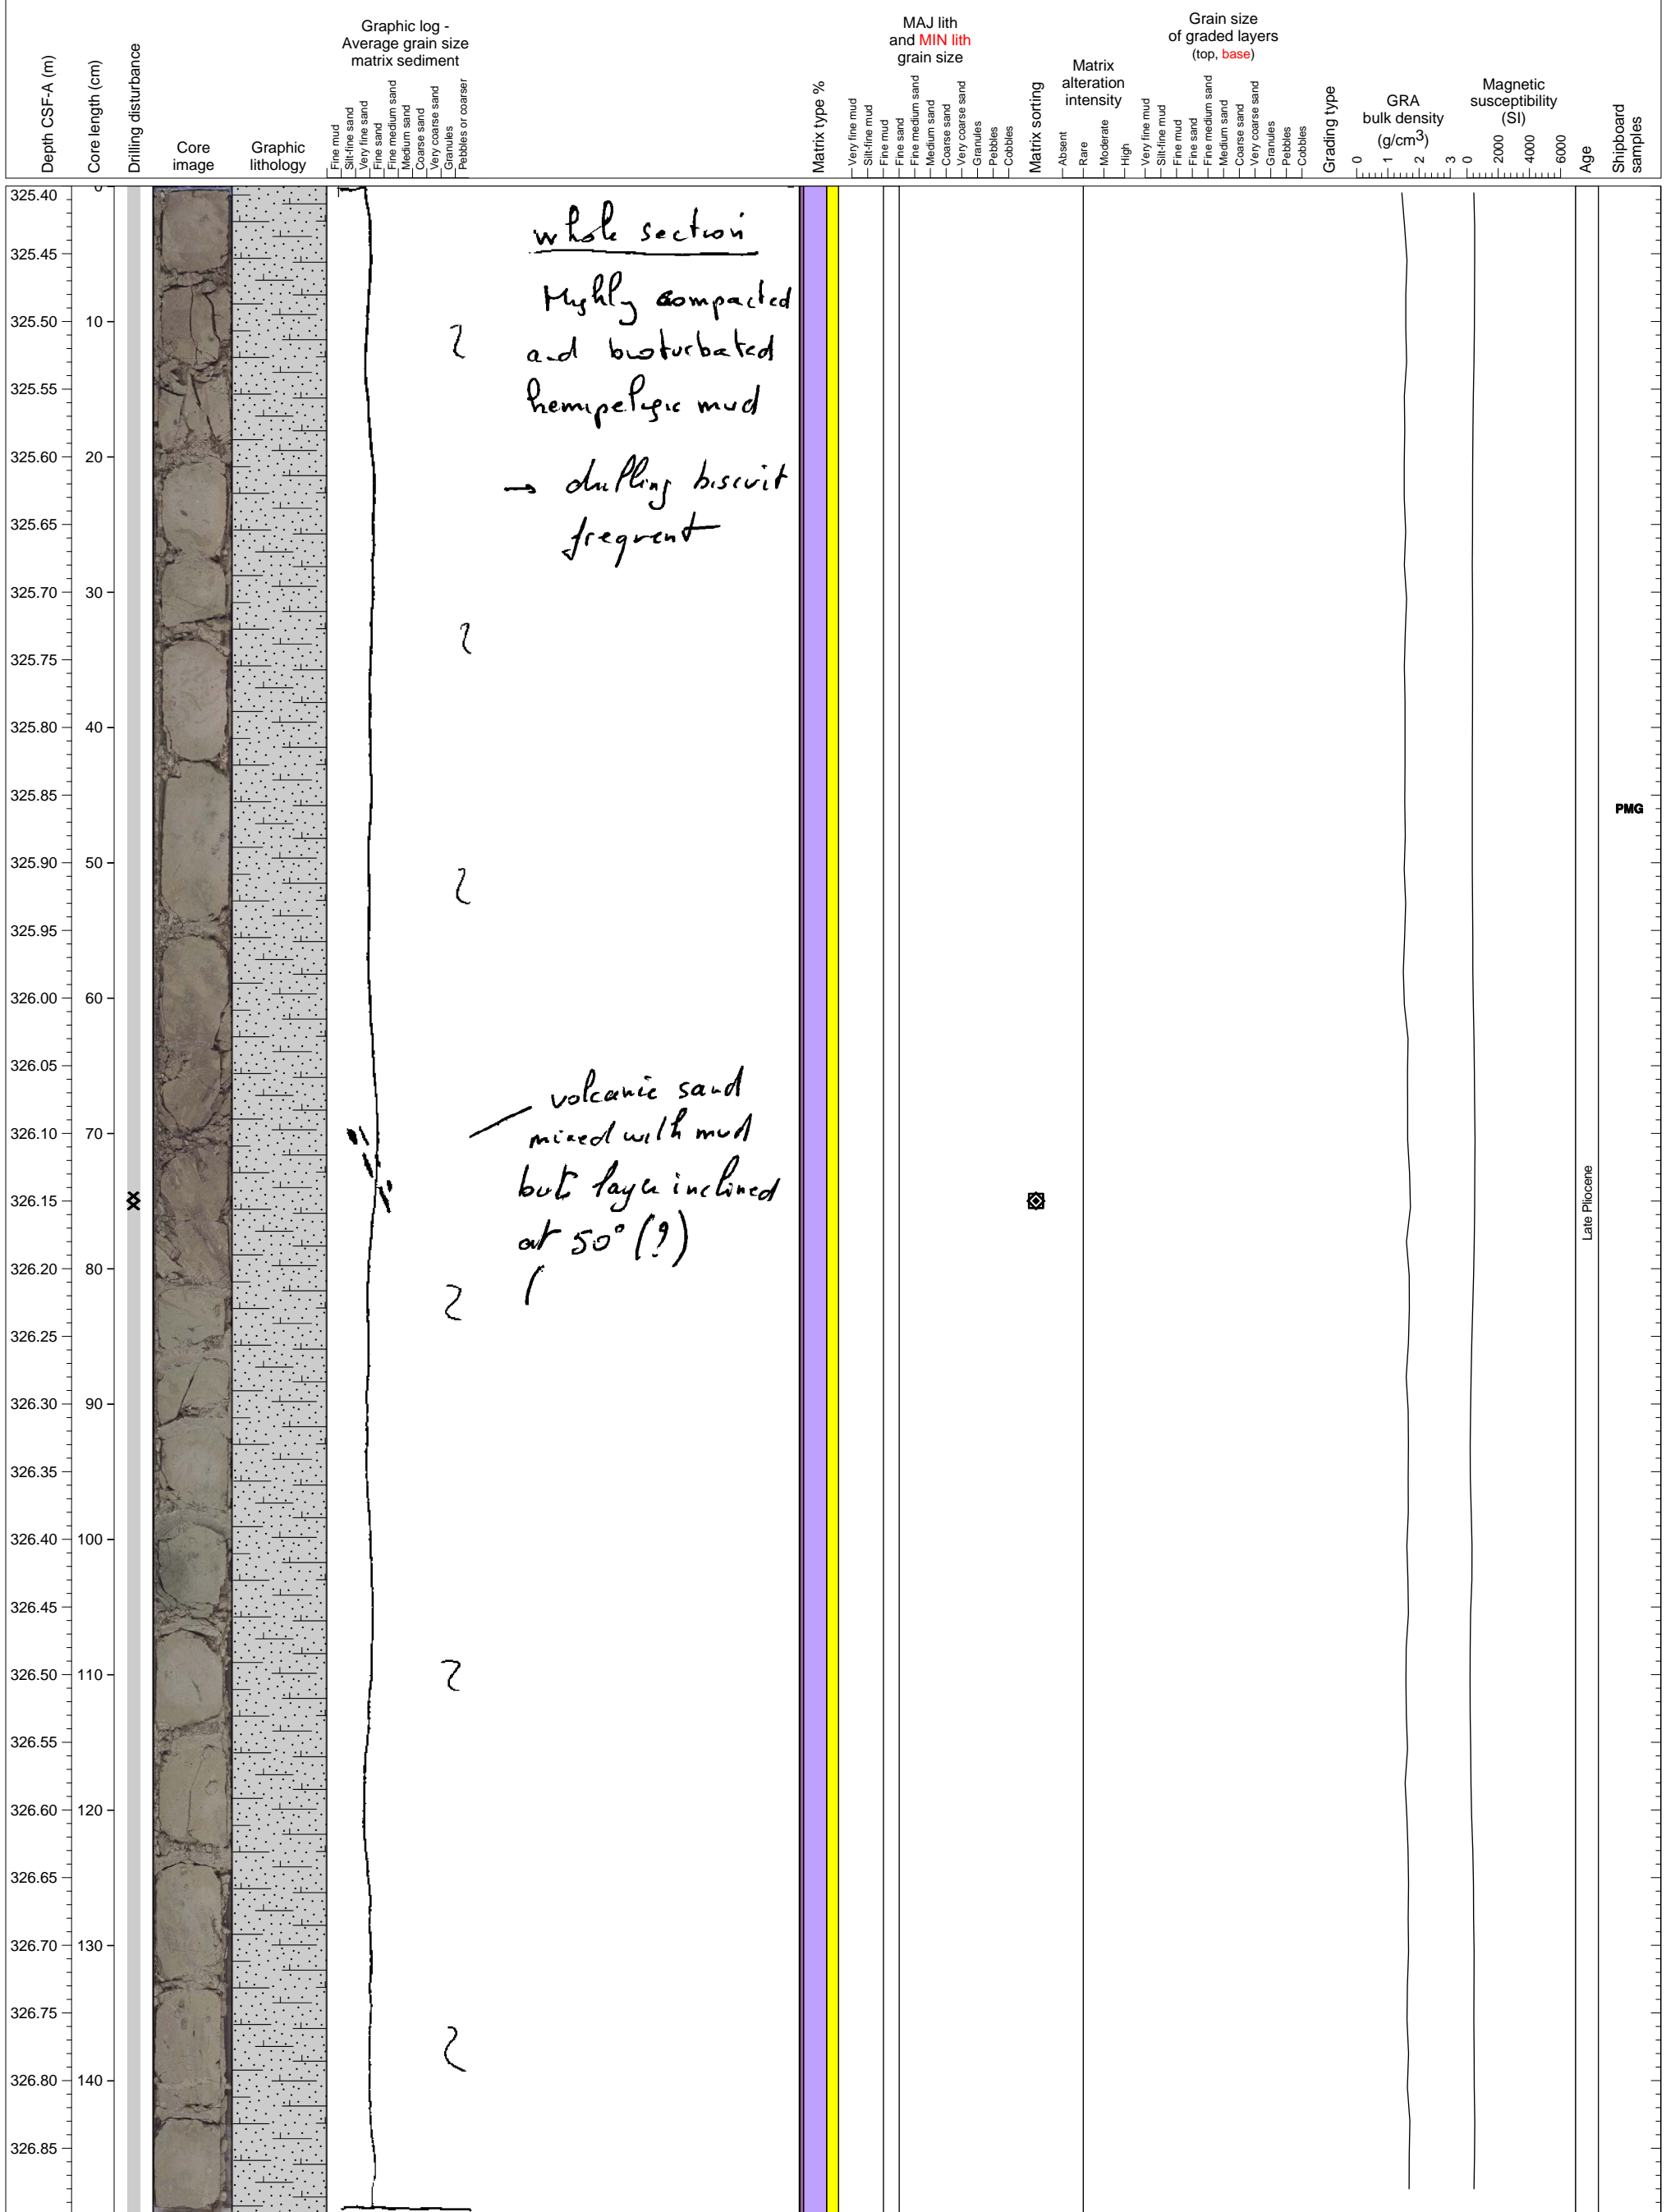 Graphic log -
Average grain size
matrix sediment
MAJ lith
and MIN lith
grain size
Grain size
of graded layers
(top, base)
Matrix
alteration
intensity
GRA
bulk density
(g/cm3)
Magnetic
susceptibility
(SI)
Depth CSF-A (m)
Core length (cm)
Drilling disturbance
Core
image
Graphic
lithology
Fine mud
Silt-fine sand
Very fine sand
Fine sand
Fine medium sand
Medium sand
Coarse sand
Very coarse sand
Granules
Pebbles or coarser
Matrix type %
Very fine mud
Silt-fine mud
Fine mud
Fine sand
Fine medium sand
Medium sand
Coarse sand
Very coarse sand
Granules
Pebbles
Cobbles
Matrix sorting
Absent
Rare
Moderate
High
Very fine mud
Silt-fine mud
Fine mud
Fine sand
Fine medium sand
Medium sand
Coarse sand
Very coarse sand
Granules
Pebbles
Cobbles
Grading type
0 1 2 3
0 2000 4000 6000
Age
Shipboard
samples
325.40 0
325.45
325.50 10
325.55
325.60 20
325.65
325.70 30
325.75
325.80 40
325.85
325.90 50
325.95
326.00 60
326.05
326.10 70
326.15
326.20 80
326.25
326.30 90
326.35
326.40 100
326.45
326.50 110
326.55
326.60 120
326.65
326.70 130
326.75
326.80 140
326.85
whole section
Highly compacted
and bioturbated
hemipelagic mud
→ drilling biscuit
frequent
volcanic sand
mixed with mud
but layer inclined
at 50° (?)
PMG
Late Pliocene